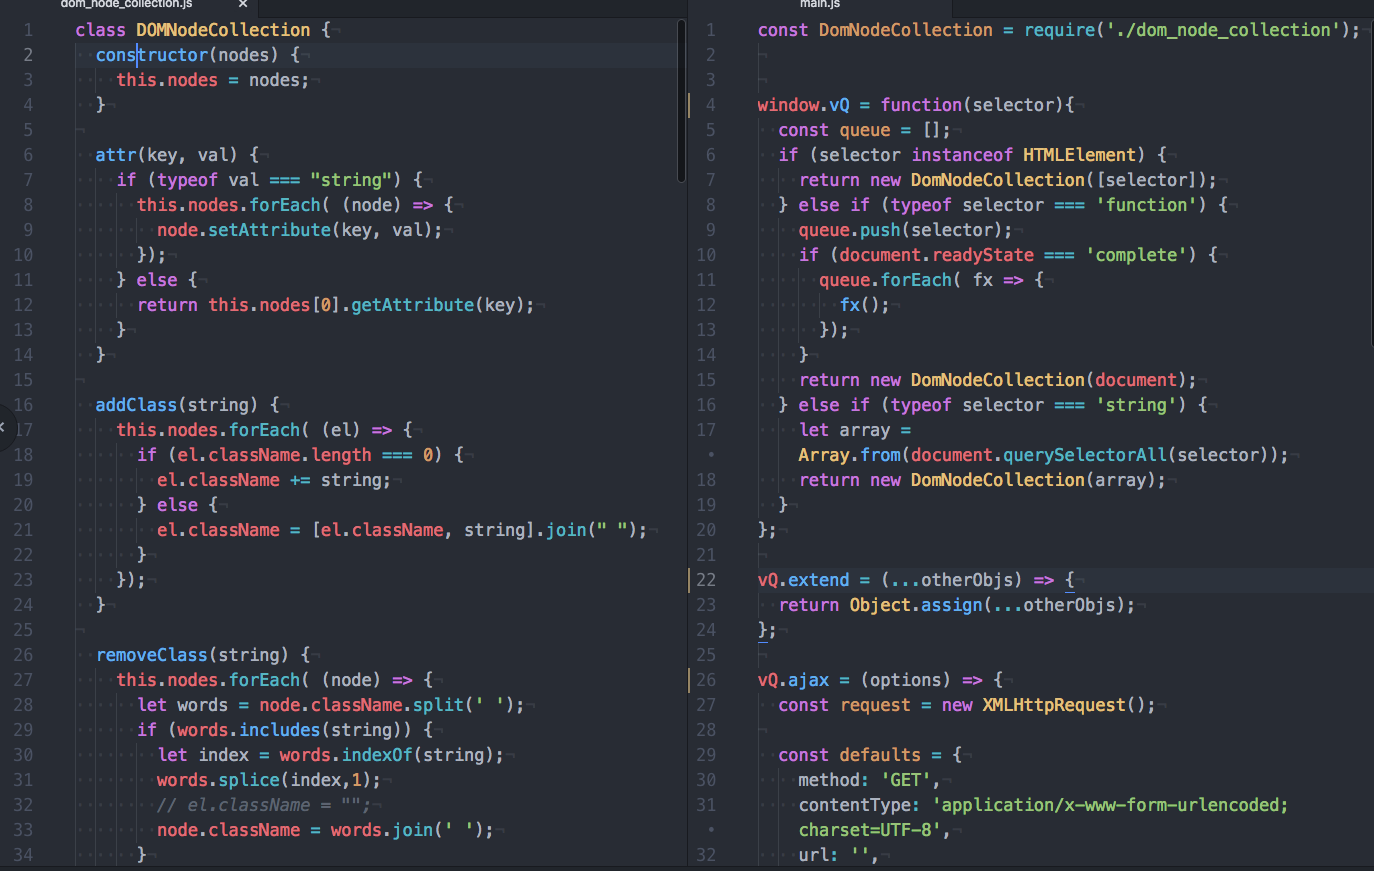 dom_node_collection.js ×
1 class DOMNodeCollection {
2 constructor(nodes) {
3 this.nodes = nodes;
4 }
5
6 attr(key, val) {
7 if (typeof val === "string") {
8 this.nodes.forEach( (node) => {
9 node.setAttribute(key, val);
10 });
11 } else {
12 return this.nodes[0].getAttribute(key);
13 }
14 }
15
16 addClass(string) {
17 this.nodes.forEach( (el) => {
18 if (el.className.length === 0) {
19 el.className += string;
20 } else {
21 el.className = [el.className, string].join(" ");
22 }
23 });
24 }
25
26 removeClass(string) {
27 this.nodes.forEach( (node) => {
28 let words = node.className.split(' ');
29 if (words.includes(string)) {
30 let index = words.indexOf(string);
31 words.splice(index,1);
32 // el.className = "";
33 node.className = words.join(' ');
34 }
main.js
1 const DomNodeCollection = require('./dom_node_collection');
2
3
4 window.vQ = function(selector){
5 const queue = [];
6 if (selector instanceof HTMLElement) {
7 return new DomNodeCollection([selector]);
8 } else if (typeof selector === 'function') {
9 queue.push(selector);
10 if (document.readyState === 'complete') {
11 queue.forEach( fx => {
12 fx();
13 });
14 }
15 return new DomNodeCollection(document);
16 } else if (typeof selector === 'string') {
17 let array =
• Array.from(document.querySelectorAll(selector));
18 return new DomNodeCollection(array);
19 }
20 };
21
22 vQ.extend = (...otherObjs) => {
23 return Object.assign(...otherObjs);
24 };
25
26 vQ.ajax = (options) => {
27 const request = new XMLHttpRequest();
28
29 const defaults = {
30 method: 'GET',
31 contentType: 'application/x-www-form-urlencoded;
• charset=UTF-8',
32 url: '',